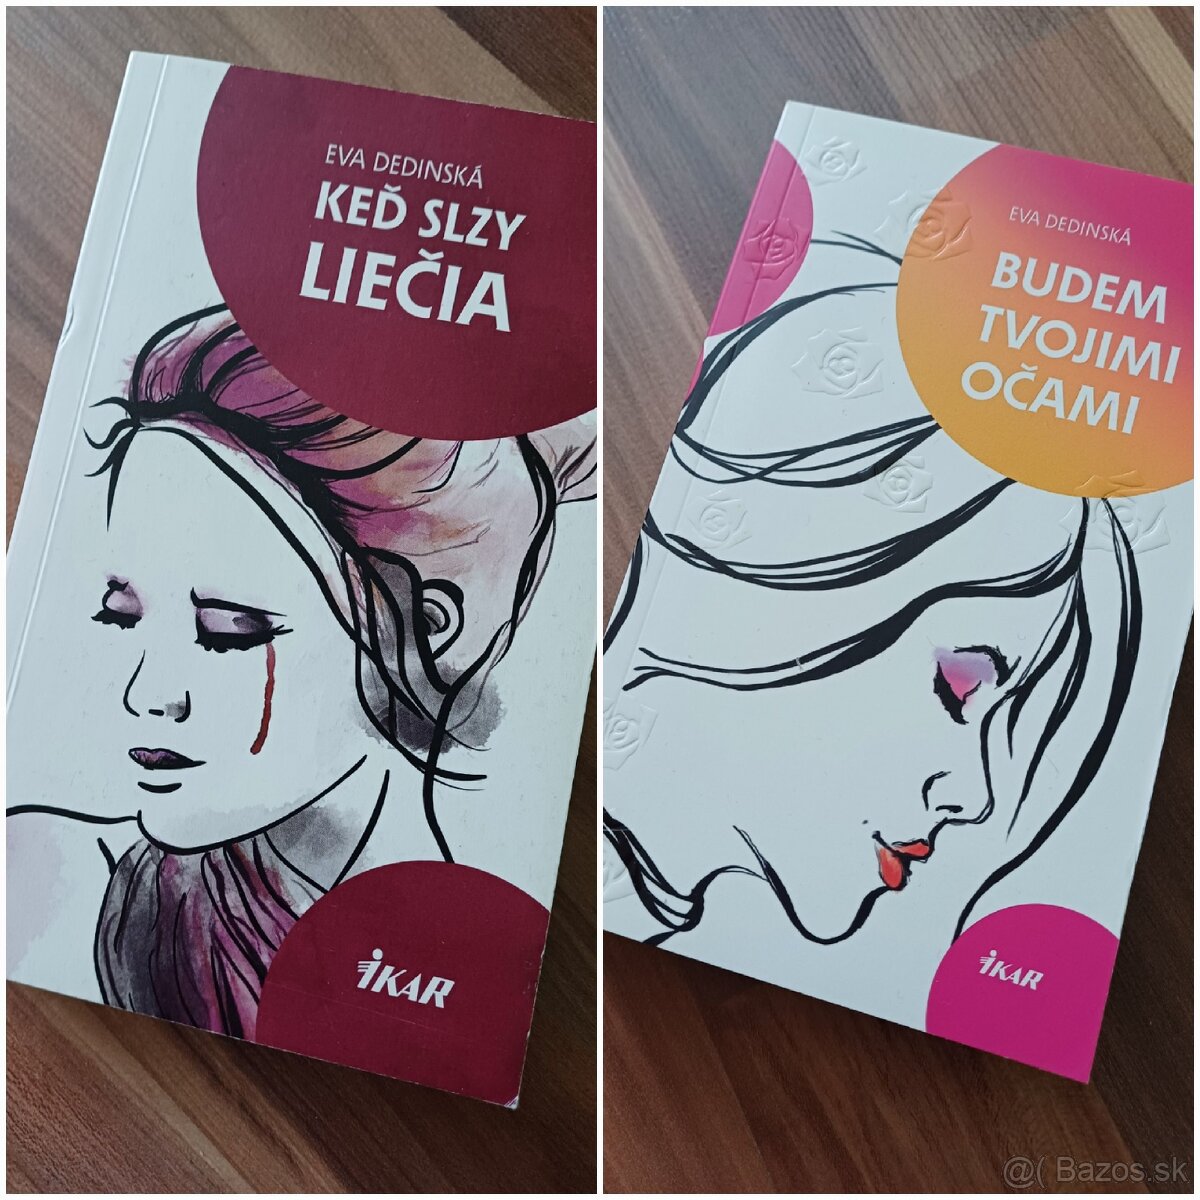 EVA DEDINSKÁ
KEĎ SLZY
LIEČIA
iKAR
EVA DEDINSKÁ
BUDEM
TVOJIMI
OČAMI
iKAR
@( Bazos.sk